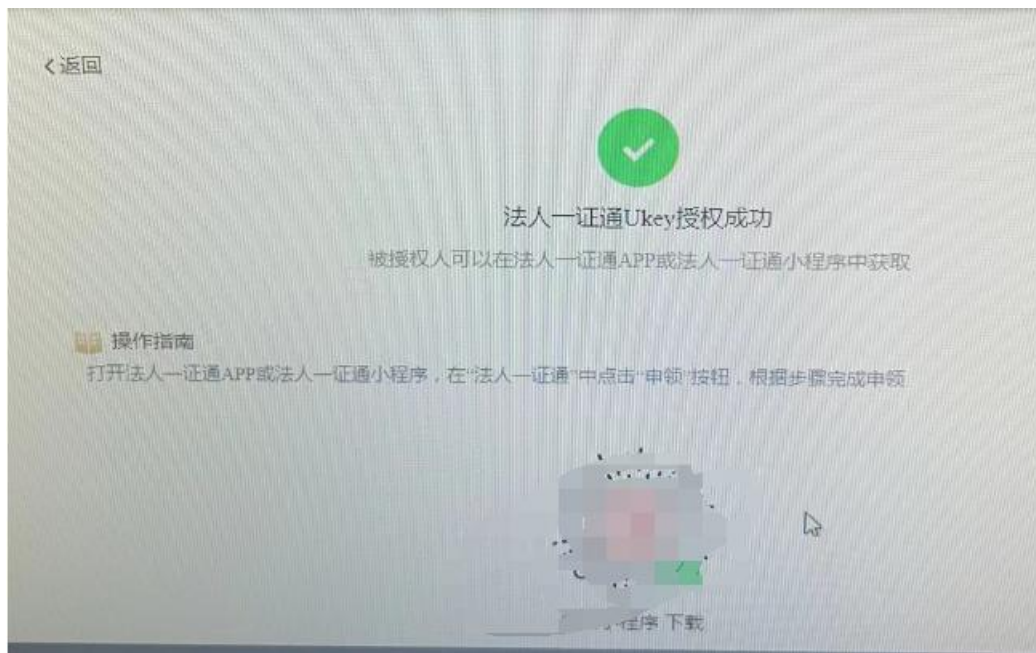 <返回
法人一证通Ukey授权成功
被授权人可以在法人一证通APP或法人一证通小程序中获取
操作指南
打开法人一证通APP或法人一证通小程序，在“法人一证通”中点击“申领”按钮，根据步骤完成申领
程序 下载